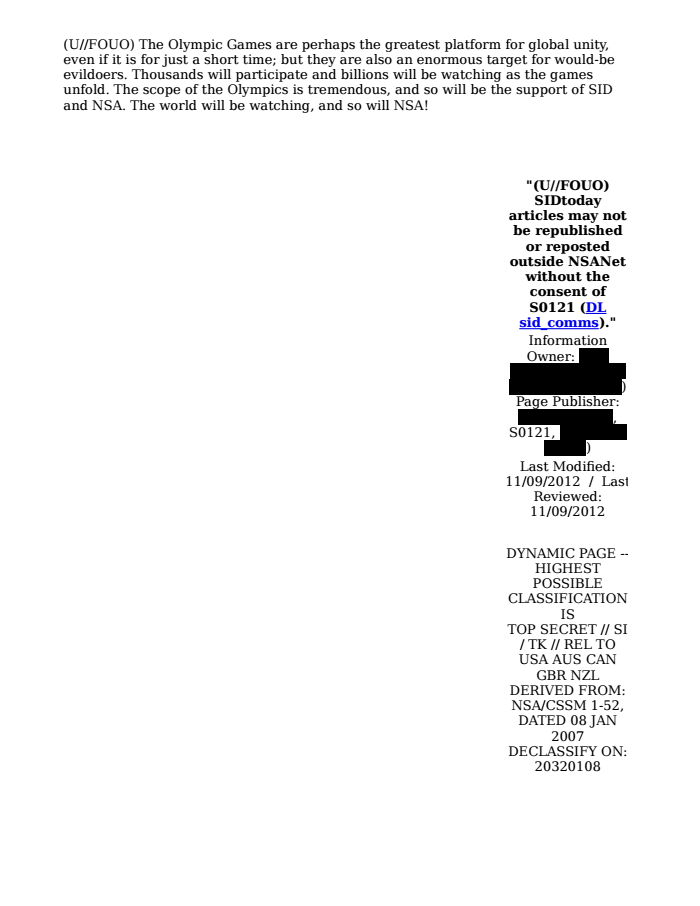 (U//FOUO) The Olympic Games are perhaps the greatest platform for global unity,
even if it is for just a short time; but they are also an enormous target for would-be
evildoers. Thousands will participate and billions will be watching as the games
unfold. The scope of the Olympics is tremendous, and so will be the support of SID
and NSA. The world will be watching, and so will NSA!
"(U//FOUO)
SIDtoday
articles may not
be republished
or reposted
outside NSANet
without the
consent of
S0121 (DL
sid_comms)."
Information
Owner:
)
Page Publisher:
,
S0121,
)
Last Modified:
11/09/2012 / Last
Reviewed:
11/09/2012
DYNAMIC PAGE --
HIGHEST
POSSIBLE
CLASSIFICATION
IS
TOP SECRET // SI
/ TK // REL TO
USA AUS CAN
GBR NZL
DERIVED FROM:
NSA/CSSM 1-52,
DATED 08 JAN
2007
DECLASSIFY ON:
20320108